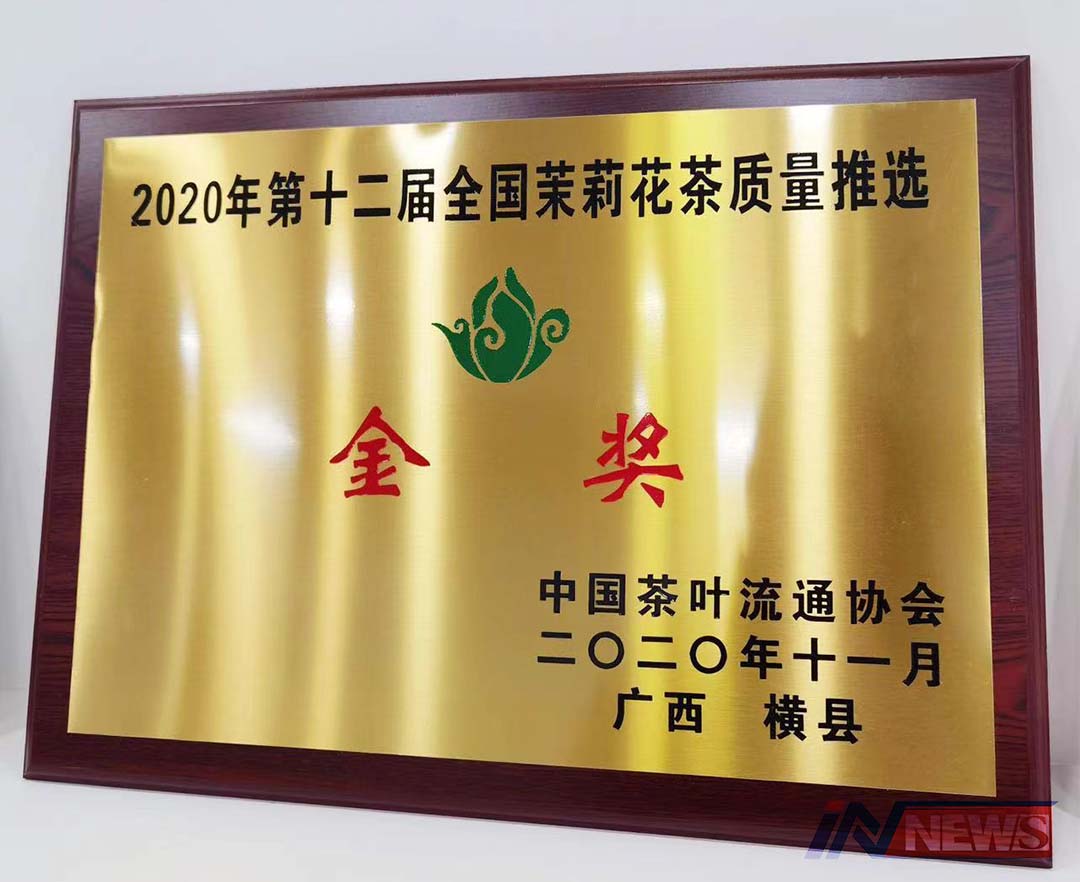 2020年第十二届全国茉莉花茶质量推选
金 奖
中国茶叶流通协会
二〇二〇年十一月
广西 横县
IN NEWS